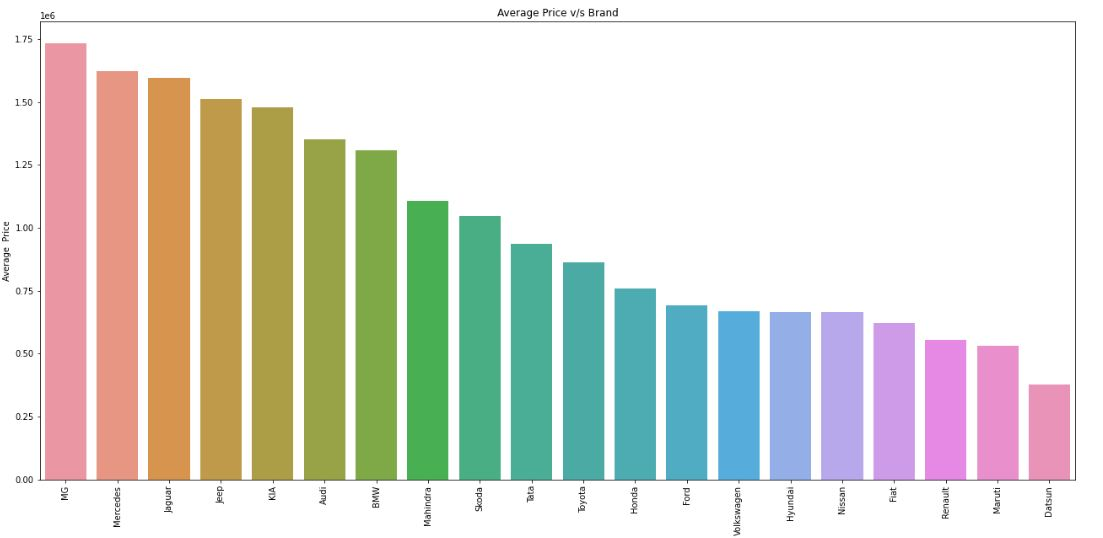 Average Price v/s Brand
1e6
1.75
1.50
1.25
1.00
0.75
0.50
0.25
0.00
Average Price
MG
Mercedes
Jaguar
Jeep
KIA
Audi
BMW
Mahindra
Skoda
Tata
Toyota
Honda
Ford
Volkswagen
Hyundai
Nissan
Fiat
Renault
Maruti
Datsun